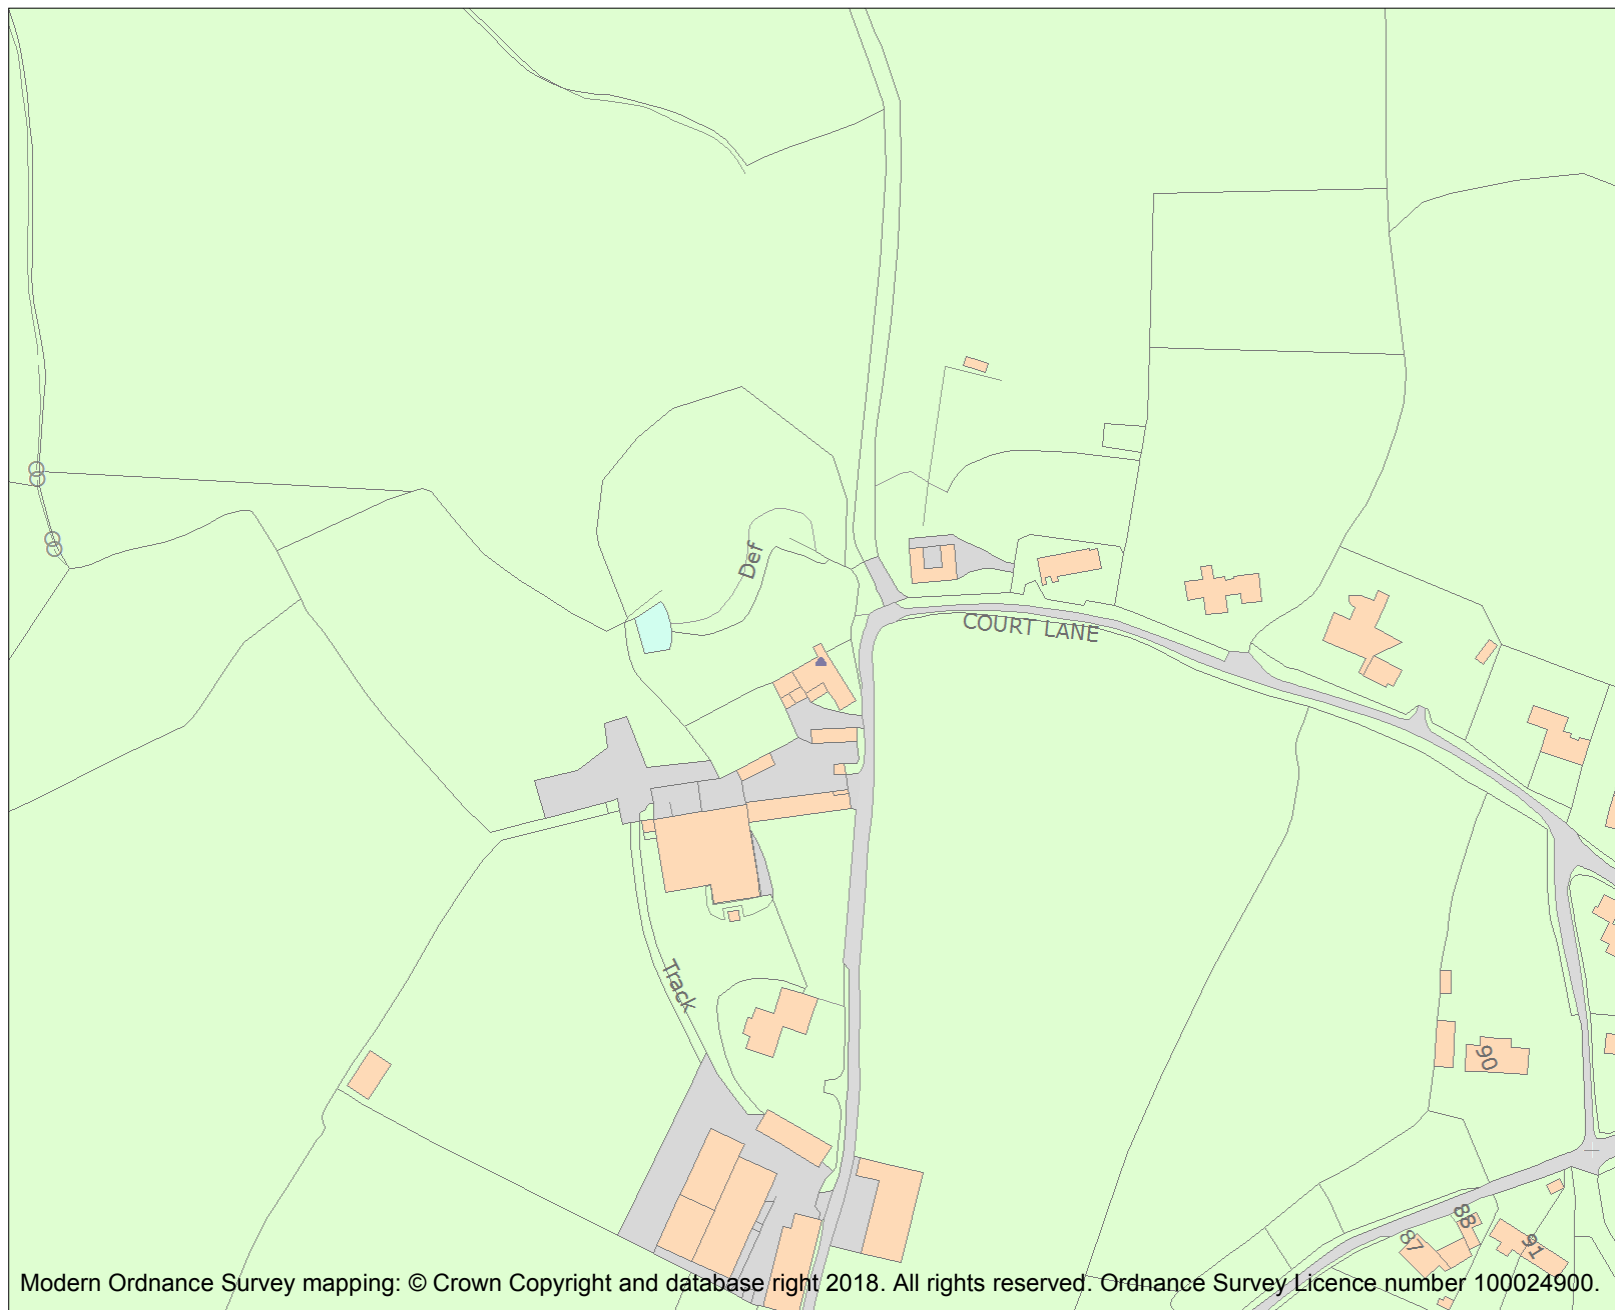 Def
COURT LANE
Track
90
88
87
91
Modern Ordnance Survey mapping: © Crown Copyright and database right 2018. All rights reserved. Ordnance Survey Licence number 100024900.